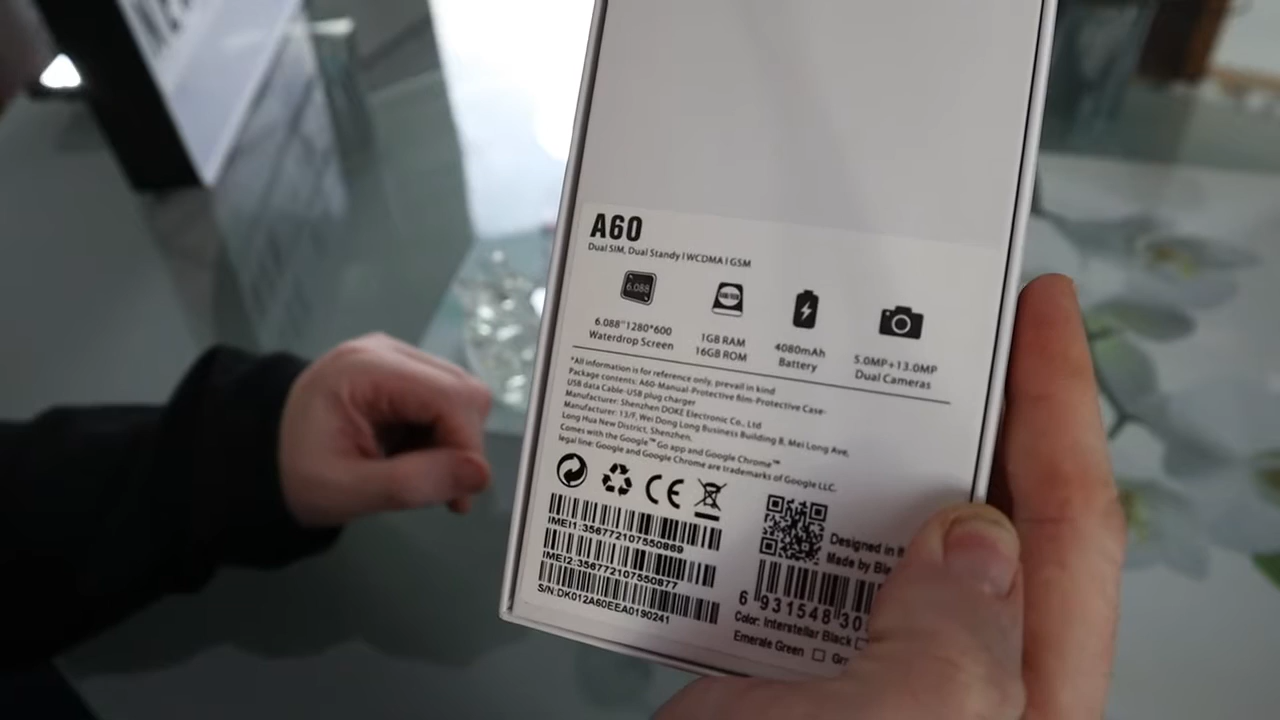 A60
Dual SIM, Dual Standy | WCDMA | GSM
6.088
6.088" 1280*600
Waterdrop Screen
1GB RAM
16GB ROM
4080mAh
Battery
5.0MP+13.0MP
Dual Cameras
*All information is for reference only, prevail in kind
Package contents: A60-Manual-Protective film-Protective Case-
USB data Cable-USB plug charger
Manufacturer: Shenzhen DOKE Electronic Co., Ltd
Manufacturer: 13/F, Wei Dong Long Business Building B, Mei Long Ave,
Long Hua New District, Shenzhen.
Comes with the Google™ Go app and Google Chrome™
legal line: Google and Google Chrome are trademarks of Google LLC.
CE
IMEI1:356772107550869
IMEI2:356772107550877
S/N:DK012A60EEA0190241
Designed in
Made by
6 931548 30
Color: Interstellar Black
Emerale Green